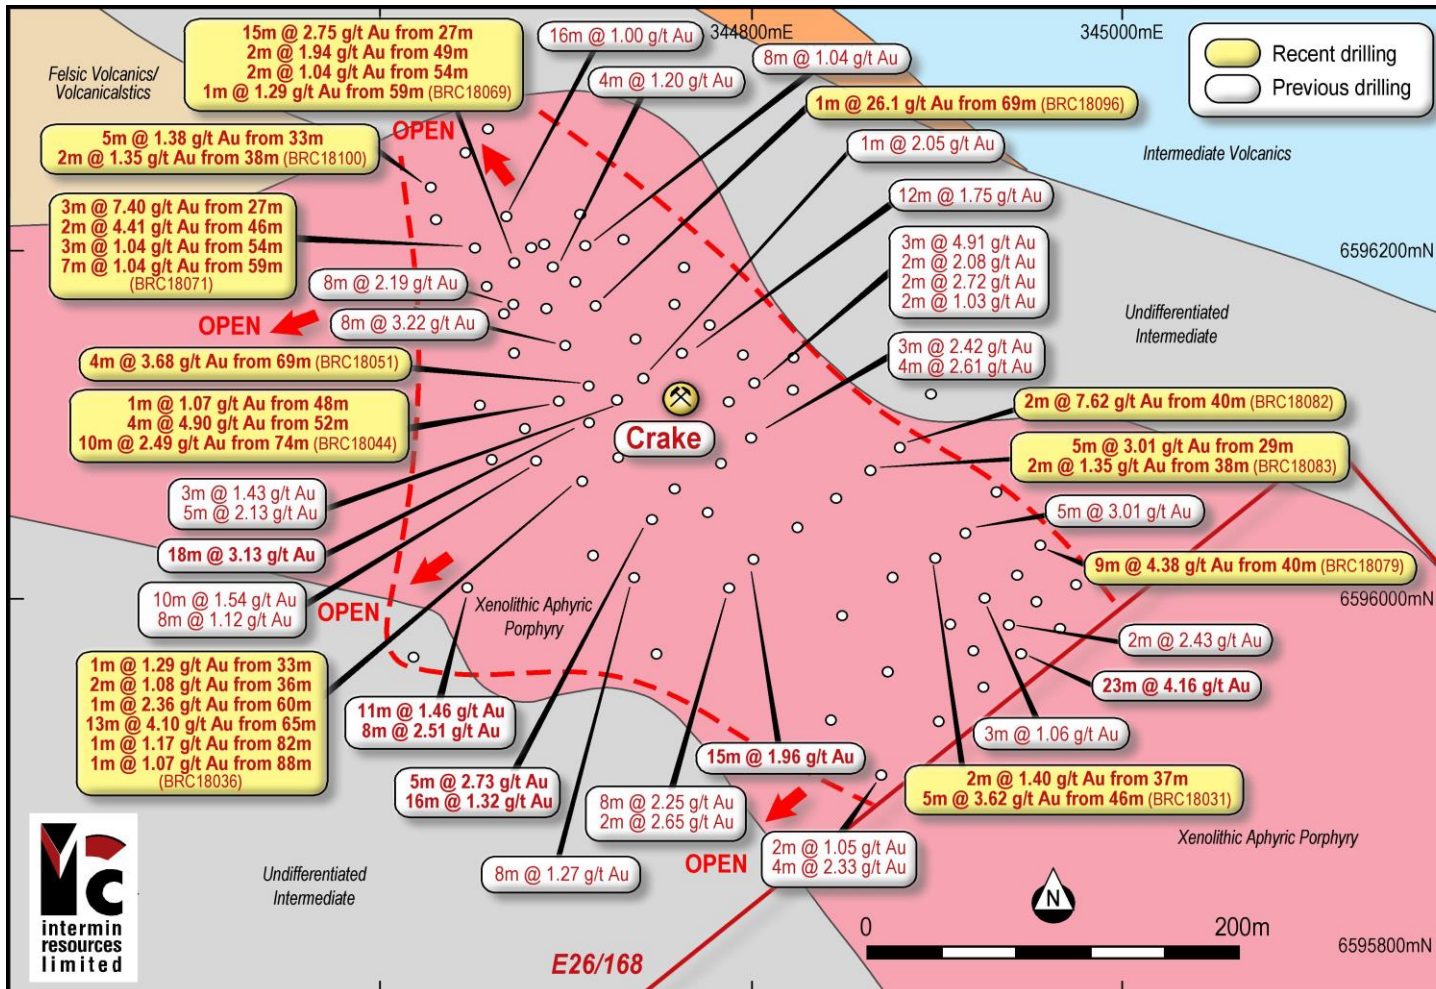 344800mE
345000mE
15m @ 2.75 g/t Au from 27m
2m @ 1.94 g/t Au from 49m
2m @ 1.04 g/t Au from 54m
1m @ 1.29 g/t Au from 59m (BRC18069)
16m @ 1.00 g/t Au
4m @ 1.20 g/t Au
8m @ 1.04 g/t Au
Recent drilling
Previous drilling
Felsic Volcanics/
Volcanicalstics
1m @ 26.1 g/t Au from 69m (BRC18096)
OPEN
5m @ 1.38 g/t Au from 33m
2m @ 1.35 g/t Au from 38m (BRC18100)
1m @ 2.05 g/t Au
Intermediate Volcanics
12m @ 1.75 g/t Au
3m @ 7.40 g/t Au from 27m
2m @ 4.41 g/t Au from 46m
3m @ 1.04 g/t Au from 54m
7m @ 1.04 g/t Au from 59m
(BRC18071)
3m @ 4.91 g/t Au
2m @ 2.08 g/t Au
2m @ 2.72 g/t Au
2m @ 1.03 g/t Au
6596200mN
8m @ 2.19 g/t Au
OPEN
8m @ 3.22 g/t Au
Undifferentiated
Intermediate
3m @ 2.42 g/t Au
4m @ 2.61 g/t Au
4m @ 3.68 g/t Au from 69m (BRC18051)
1m @ 1.07 g/t Au from 48m
4m @ 4.90 g/t Au from 52m
10m @ 2.49 g/t Au from 74m (BRC18044)
Crake
2m @ 7.62 g/t Au from 40m (BRC18082)
5m @ 3.01 g/t Au from 29m
2m @ 1.35 g/t Au from 38m (BRC18083)
3m @ 1.43 g/t Au
5m @ 2.13 g/t Au
5m @ 3.01 g/t Au
18m @ 3.13 g/t Au
9m @ 4.38 g/t Au from 40m (BRC18079)
10m @ 1.54 g/t Au
8m @ 1.12 g/t Au
OPEN
Xenolithic Aphyric
Porphyry
6596000mN
2m @ 2.43 g/t Au
23m @ 4.16 g/t Au
1m @ 1.29 g/t Au from 33m
2m @ 1.08 g/t Au from 36m
1m @ 2.36 g/t Au from 60m
13m @ 4.10 g/t Au from 65m
1m @ 1.17 g/t Au from 82m
1m @ 1.07 g/t Au from 88m
(BRC18036)
11m @ 1.46 g/t Au
8m @ 2.51 g/t Au
3m @ 1.06 g/t Au
15m @ 1.96 g/t Au
5m @ 2.73 g/t Au
16m @ 1.32 g/t Au
2m @ 1.40 g/t Au from 37m
5m @ 3.62 g/t Au from 46m (BRC18031)
8m @ 2.25 g/t Au
2m @ 2.65 g/t Au
Xenolithic Aphyric Porphyry
OPEN
2m @ 1.05 g/t Au
4m @ 2.33 g/t Au
8m @ 1.27 g/t Au
Undifferentiated
Intermediate
N
0
200m
6595800mN
E26/168
intermin
resources
limited